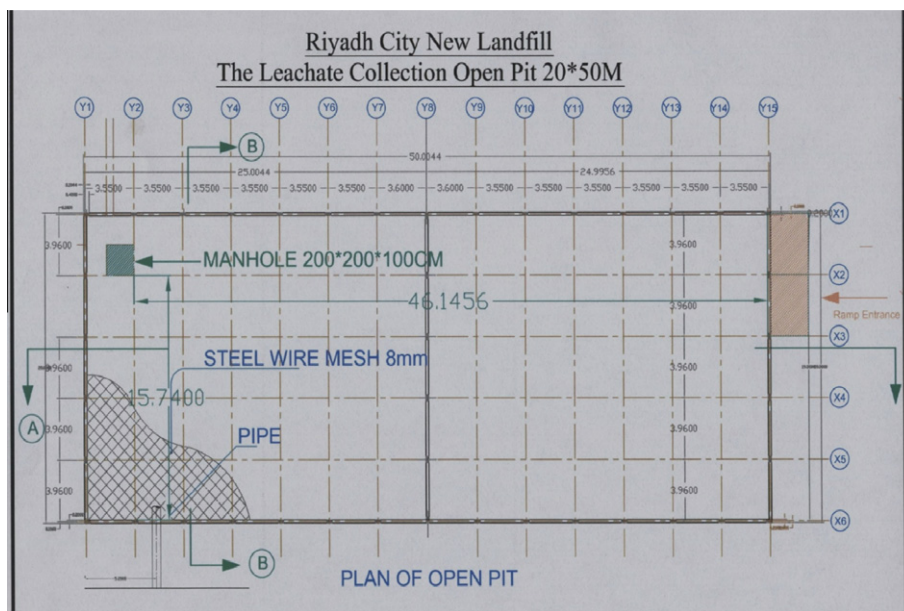 Riyadh City New Landfill
The Leachate Collection Open Pit 20*50M
Y1 Y2 Y3 Y4 Y5 Y6 Y7 Y8 Y9 Y10 Y11 Y12 Y13 Y14 Y15
B
50.0044
25.0044 24.9956
3.5500 3.5500 3.5500 3.5500 3.5500 3.6000 3.6000 3.5500 3.5500 3.5500 3.5500 3.5500 3.5500
X1
3.9600 3.9600
MANHOLE 200*200*100CM
X2
46.1456
3.9600
Ramp Entrance
X3
STEEL WIRE MESH 8mm
3.9600 3.9600
15.7400
X4
A
3.9600 PIPE 3.9600
X5
3.9600 3.9600
X6
B
PLAN OF OPEN PIT